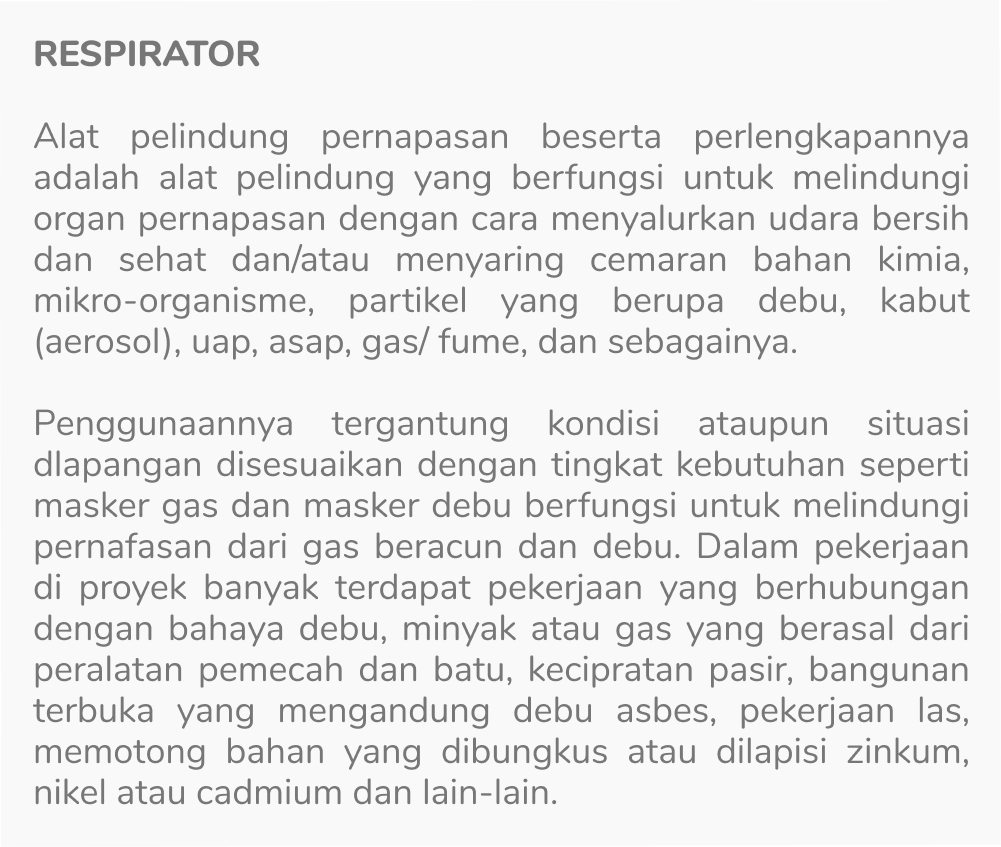 RESPIRATOR
Alat pelindung pernapasan beserta perlengkapannya
adalah alat pelindung yang berfungsi untuk melindungi
organ pernapasan dengan cara menyalurkan udara bersih
dan sehat dan/atau menyaring cemaran bahan kimia,
mikro-organisme, partikel yang berupa debu, kabut
(aerosol), uap, asap, gas/ fume, dan sebagainya.
Penggunaannya tergantung kondisi ataupun situasi
dlapangan disesuaikan dengan tingkat kebutuhan seperti
masker gas dan masker debu berfungsi untuk melindungi
pernafasan dari gas beracun dan debu. Dalam pekerjaan
di proyek banyak terdapat pekerjaan yang berhubungan
dengan bahaya debu, minyak atau gas yang berasal dari
peralatan pemecah dan batu, kecipratan pasir, bangunan
terbuka yang mengandung debu asbes, pekerjaan las,
memotong bahan yang dibungkus atau dilapisi zinkum,
nikel atau cadmium dan lain-lain.